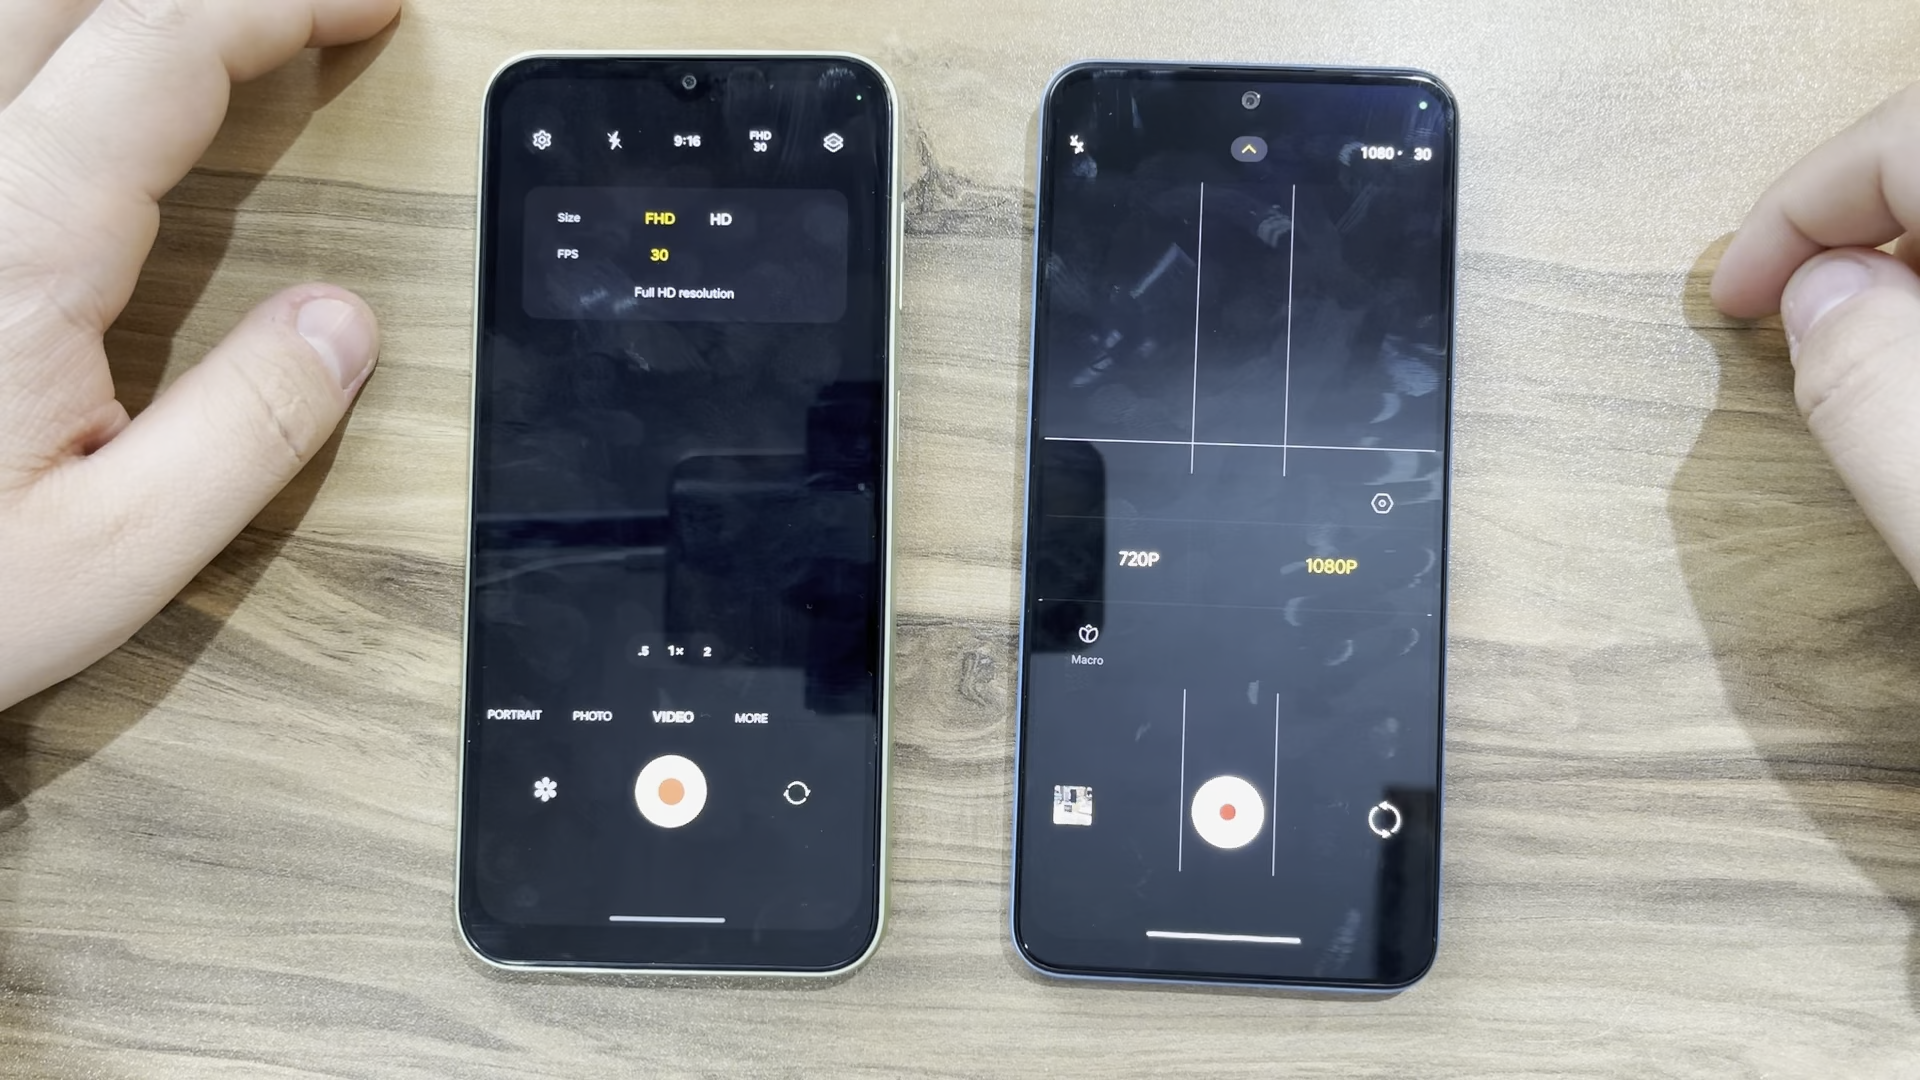 9:16
FHD
30
Size FHD HD
FPS 30
Full HD resolution
.5 1× 2
PORTRAIT PHOTO VIDEO MORE
1080 • 30
720P 1080P
Macro